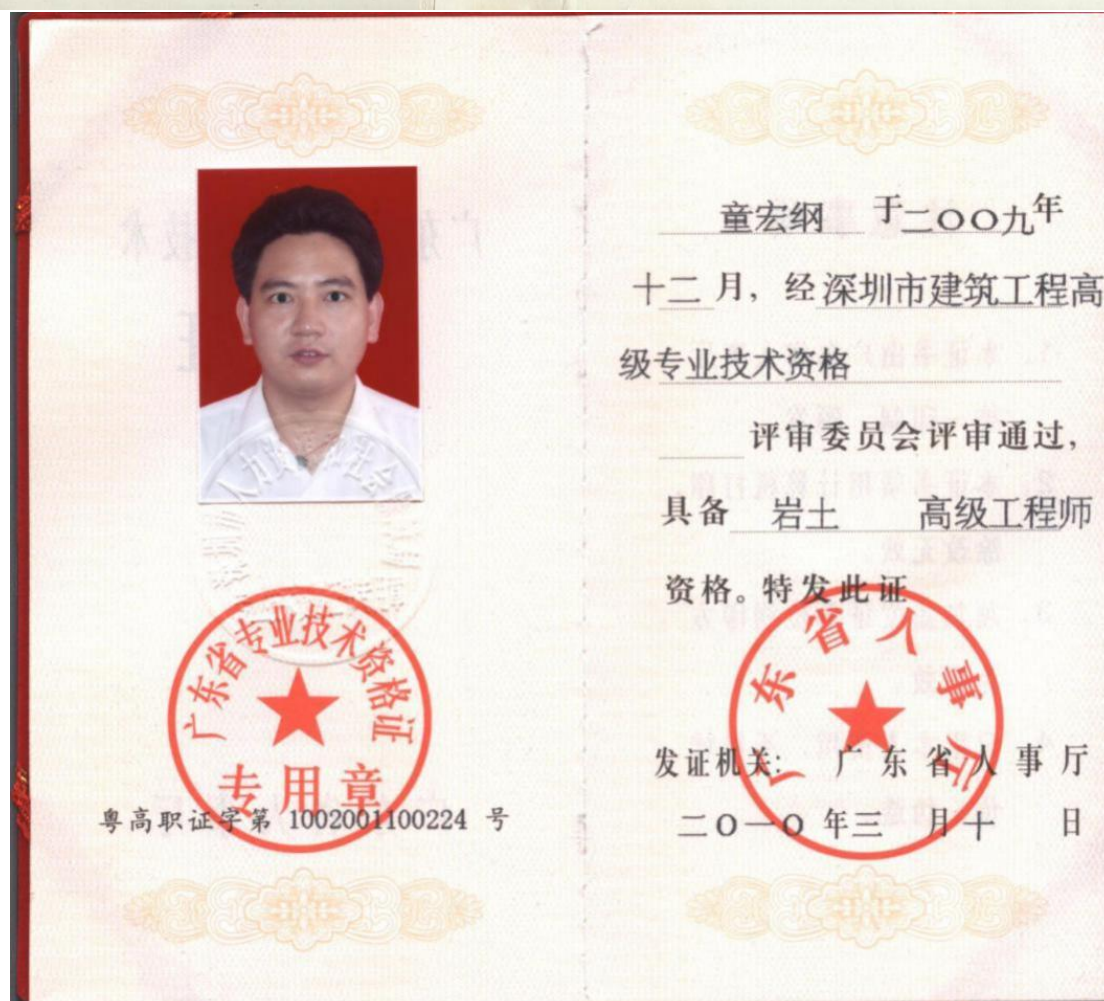 广东省专业技术资格证
专用章
粤高职证字第 1002001100224 号
童宏纲 于二〇〇九年
十二月，经深圳市建筑工程高
级专业技术资格
评审委员会评审通过，
具备 岩土 高级工程师
资格。特发此证
广东省人事厅
发证机关：广东省人事厅
二〇一〇年三月十日